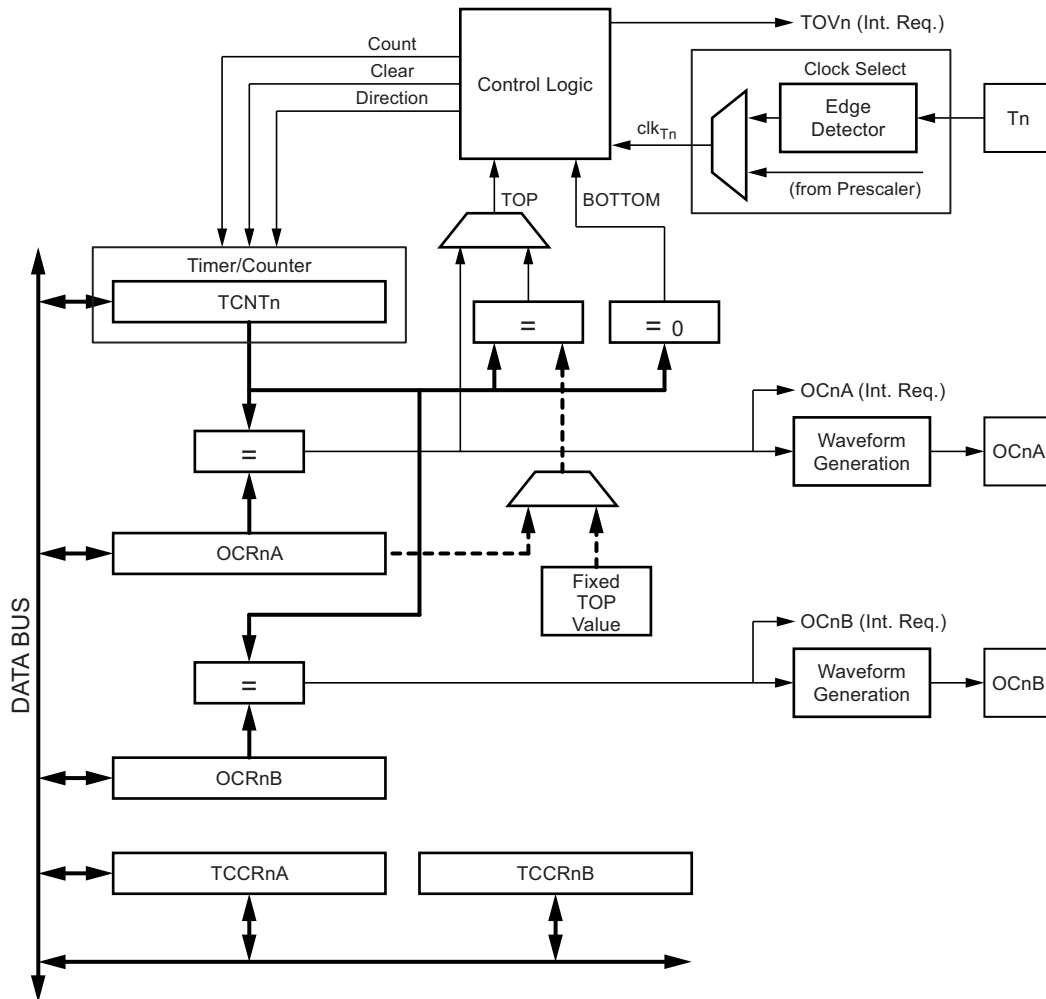 TOVn (Int. Req.)
Count
Clear
Direction
Control Logic
Clock Select
Edge
Detector
Tn
clkTn
(from Prescaler)
TOP
BOTTOM
Timer/Counter
TCNTn
=
= 0
OCnA (Int. Req.)
=
Waveform
Generation
OCnA
OCRnA
Fixed
TOP
Value
OCnB (Int. Req.)
=
Waveform
Generation
OCnB
DATA BUS
OCRnB
TCCRnA
TCCRnB